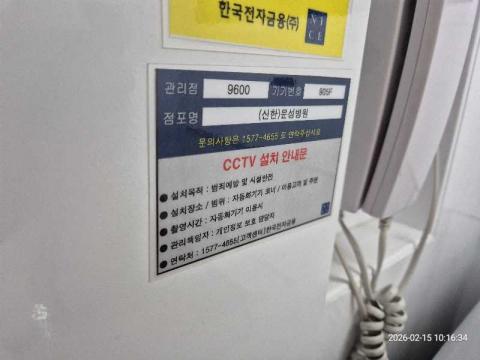 한국전자금융(주)
NICE
관리점 9600 기기번호 905F
점포명 (신한)문성병원
문의사항은 1577-4655 로 연락주십시오
CCTV 설치 안내문
● 설치목적 : 범죄예방 및 시설안전
● 설치장소 / 범위 : 자동화기기 코너 / 이용고객 및 주변
● 촬영시간 : 자동화기기 이용시
● 관리책임자 : 개인정보 보호 담당자
● 연락처 : 1577-4655[고객센터]한국전자금융
2026-02-15 10:16:34